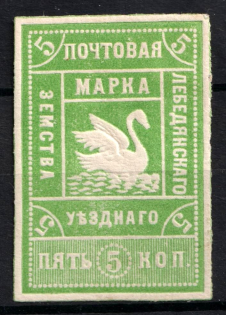 5 ПОЧТОВАЯ 5
МАРКА
ЗЕМСТВА
ЛЕБЕДЯНСКАГО
УѢЗДНАГО
5 5
ПЯТЬ 5 КОП.